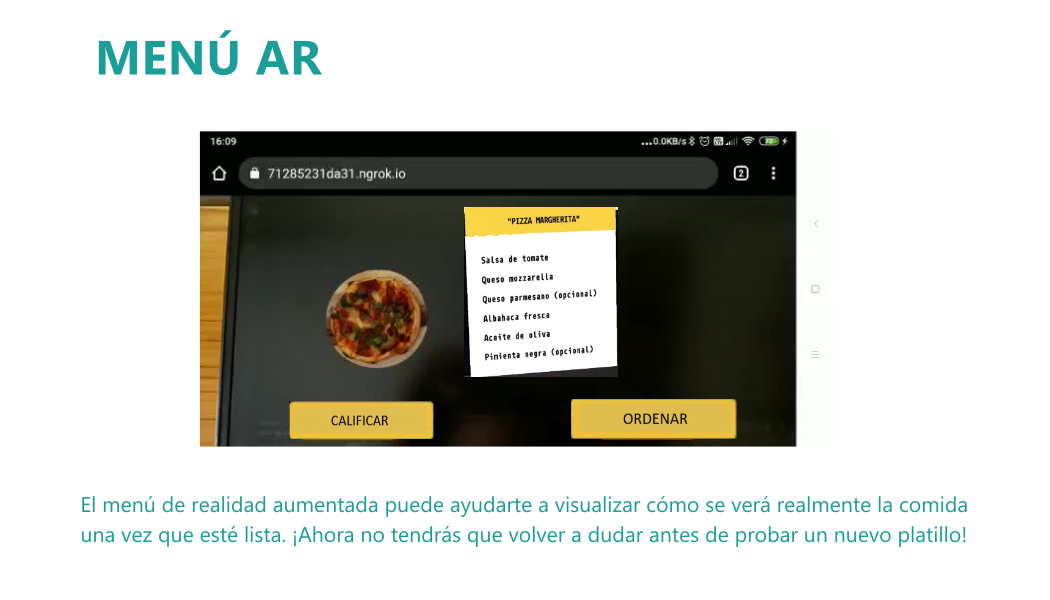 MENÚ AR
16:09
...0.0KB/s
71285231da31.ngrok.io
2
"PIZZA MARGHERITA"
Salsa de tomate
Queso mozzarella
Queso parmesano (opcional)
Albahaca fresca
Aceite de oliva
Pimienta negra (opcional)
CALIFICAR
ORDENAR
El menú de realidad aumentada puede ayudarte a visualizar cómo se verá realmente la comida
una vez que esté lista. ¡Ahora no tendrás que volver a dudar antes de probar un nuevo platillo!